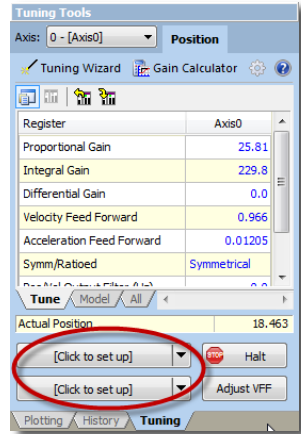 Tuning Tools
Axis: 0 - [Axis0] Position
Tuning Wizard Gain Calculator
Register Axis0
Proportional Gain 25.81
Integral Gain 229.8
Differential Gain 0.0
Velocity Feed Forward 0.966
Acceleration Feed Forward 0.01205
Symm/Ratioed Symmetrical
Tune Model All
Actual Position 18.463
[Click to set up] STOP Halt
[Click to set up] Adjust VFF
Plotting History Tuning